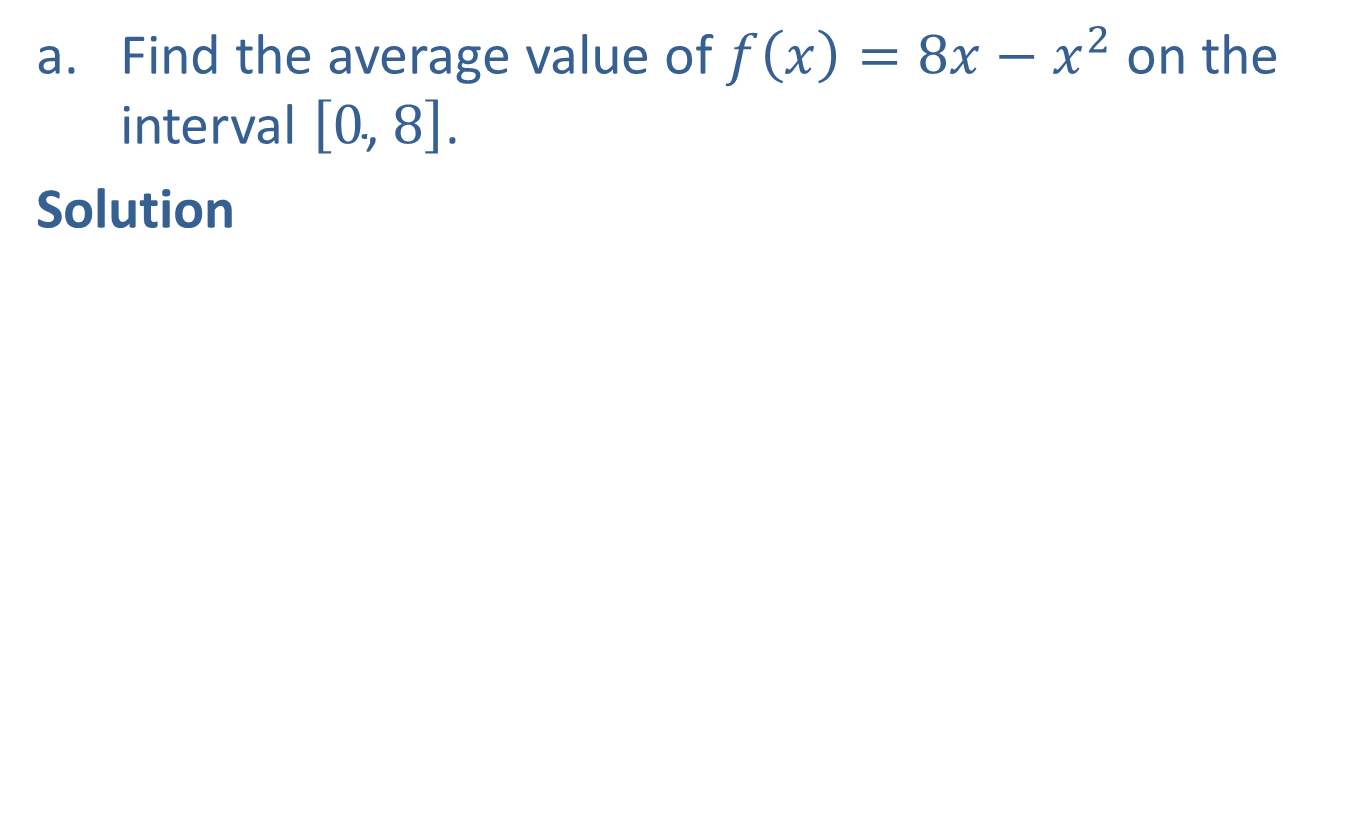 a. Find the average value of f(x) = 8x − x² on the
interval [0, 8].
Solution